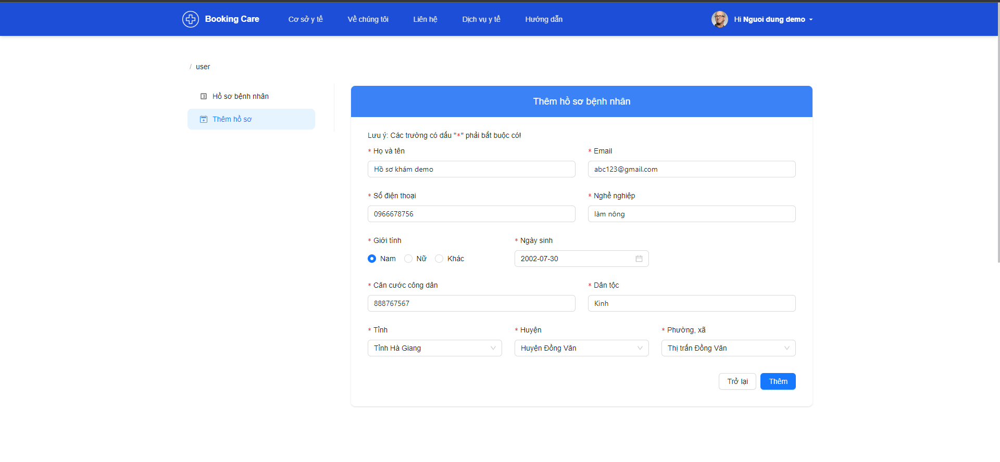 Booking Care Cơ sở y tế Về chúng tôi Liên hệ Dịch vụ y tế Hướng dẫn Hi Nguoi dung demo
/ user
Hồ sơ bệnh nhân
Thêm hồ sơ
Thêm hồ sơ bệnh nhân
Lưu ý: Các trường có dấu "*" phải bắt buộc có!
* Họ và tên * Email
Hồ sơ khám demo abc123@gmail.com
* Số điện thoại * Nghề nghiệp
0966678756 làm nông
* Giới tính * Ngày sinh
Nam Nữ Khác 2002-07-30
* Căn cước công dân * Dân tộc
888767567 Kinh
* Tỉnh * Huyện * Phường, xã
Tỉnh Hà Giang Huyện Đồng Văn Thị trấn Đồng Văn
Trở lại Thêm